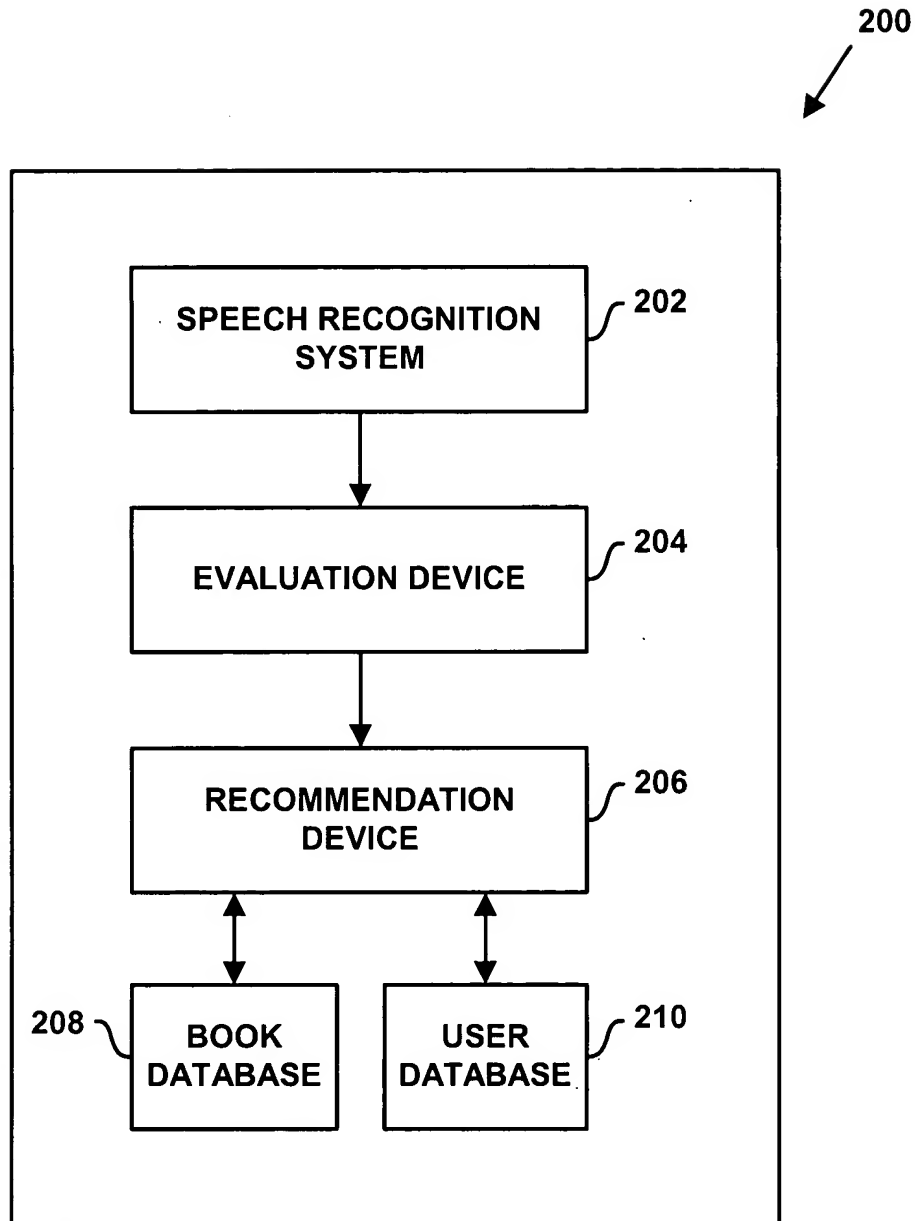 200
SPEECH RECOGNITION
SYSTEM
202
EVALUATION DEVICE
204
RECOMMENDATION
DEVICE
206
208
BOOK
DATABASE
USER
DATABASE
210